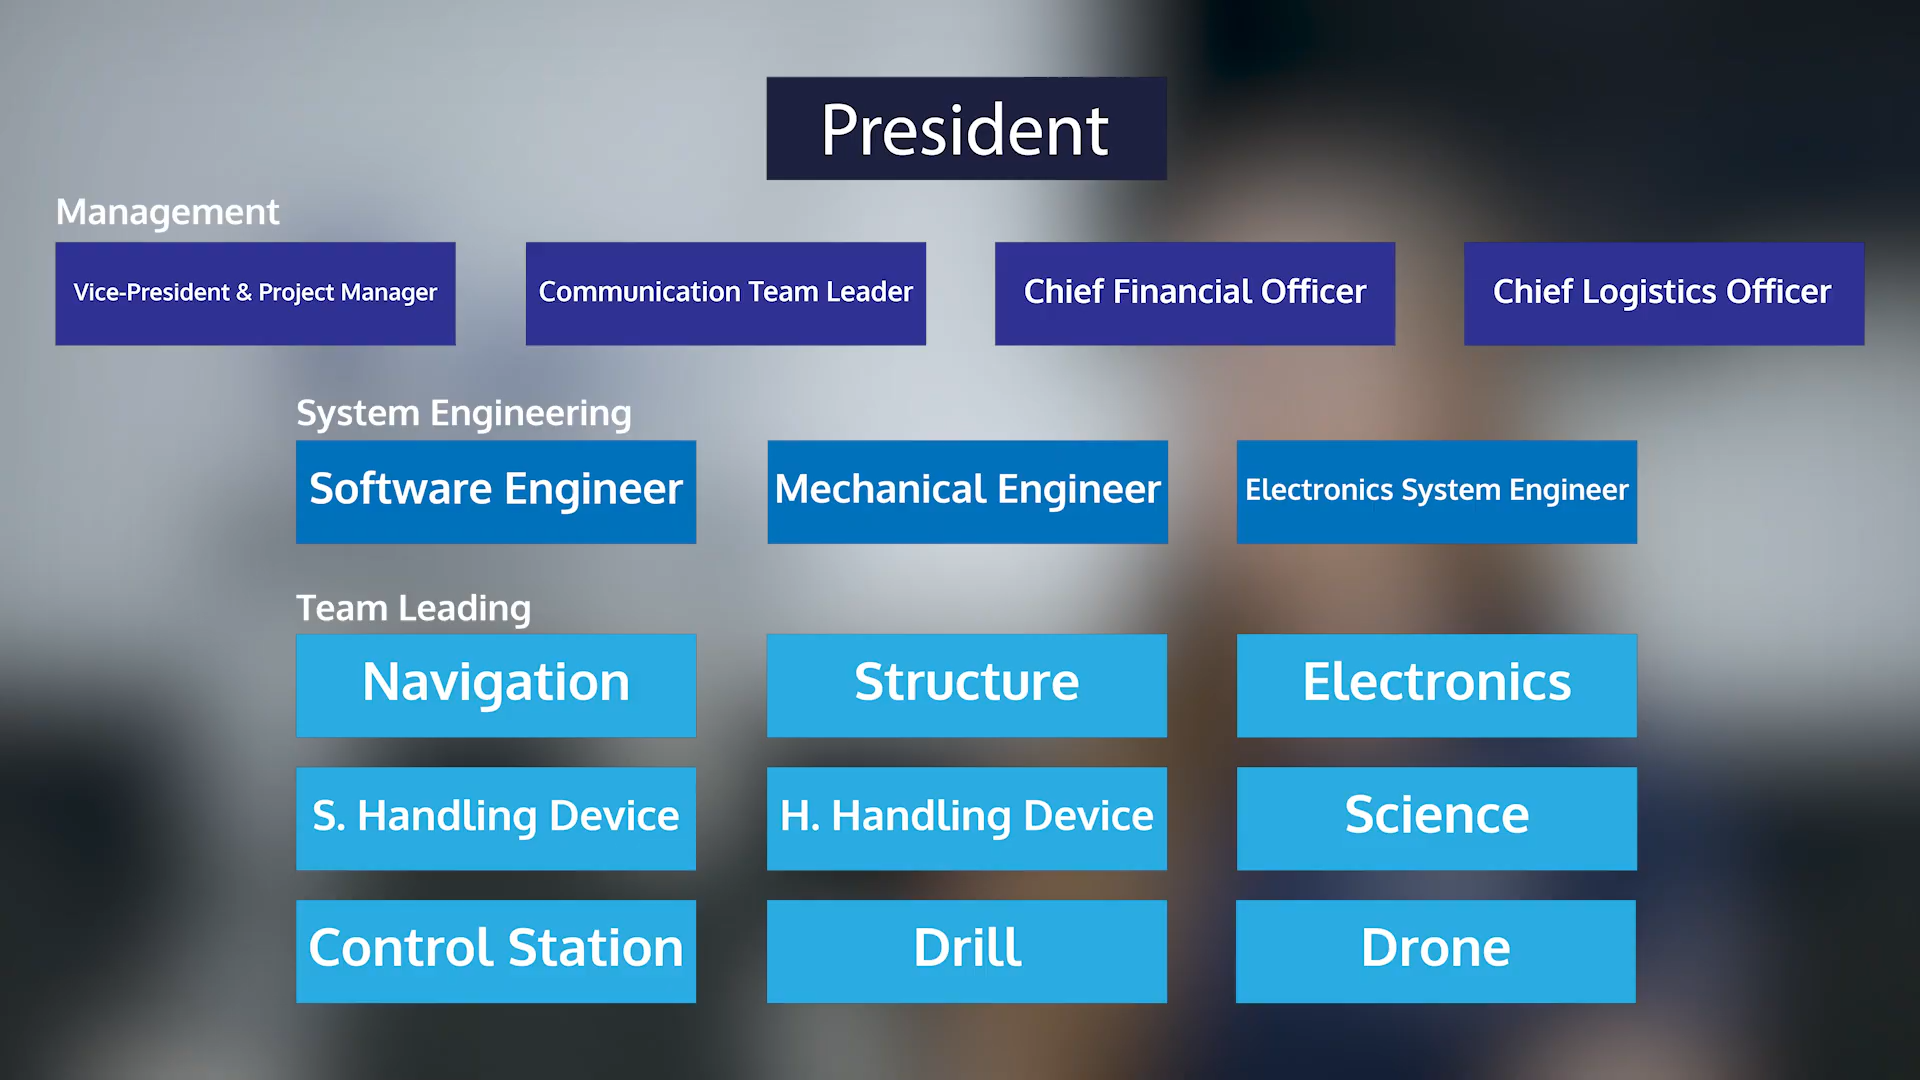 President
Management
Vice-President & Project Manager
Communication Team Leader
Chief Financial Officer
Chief Logistics Officer
System Engineering
Software Engineer
Mechanical Engineer
Electronics System Engineer
Team Leading
Navigation
Structure
Electronics
S. Handling Device
H. Handling Device
Science
Control Station
Drill
Drone